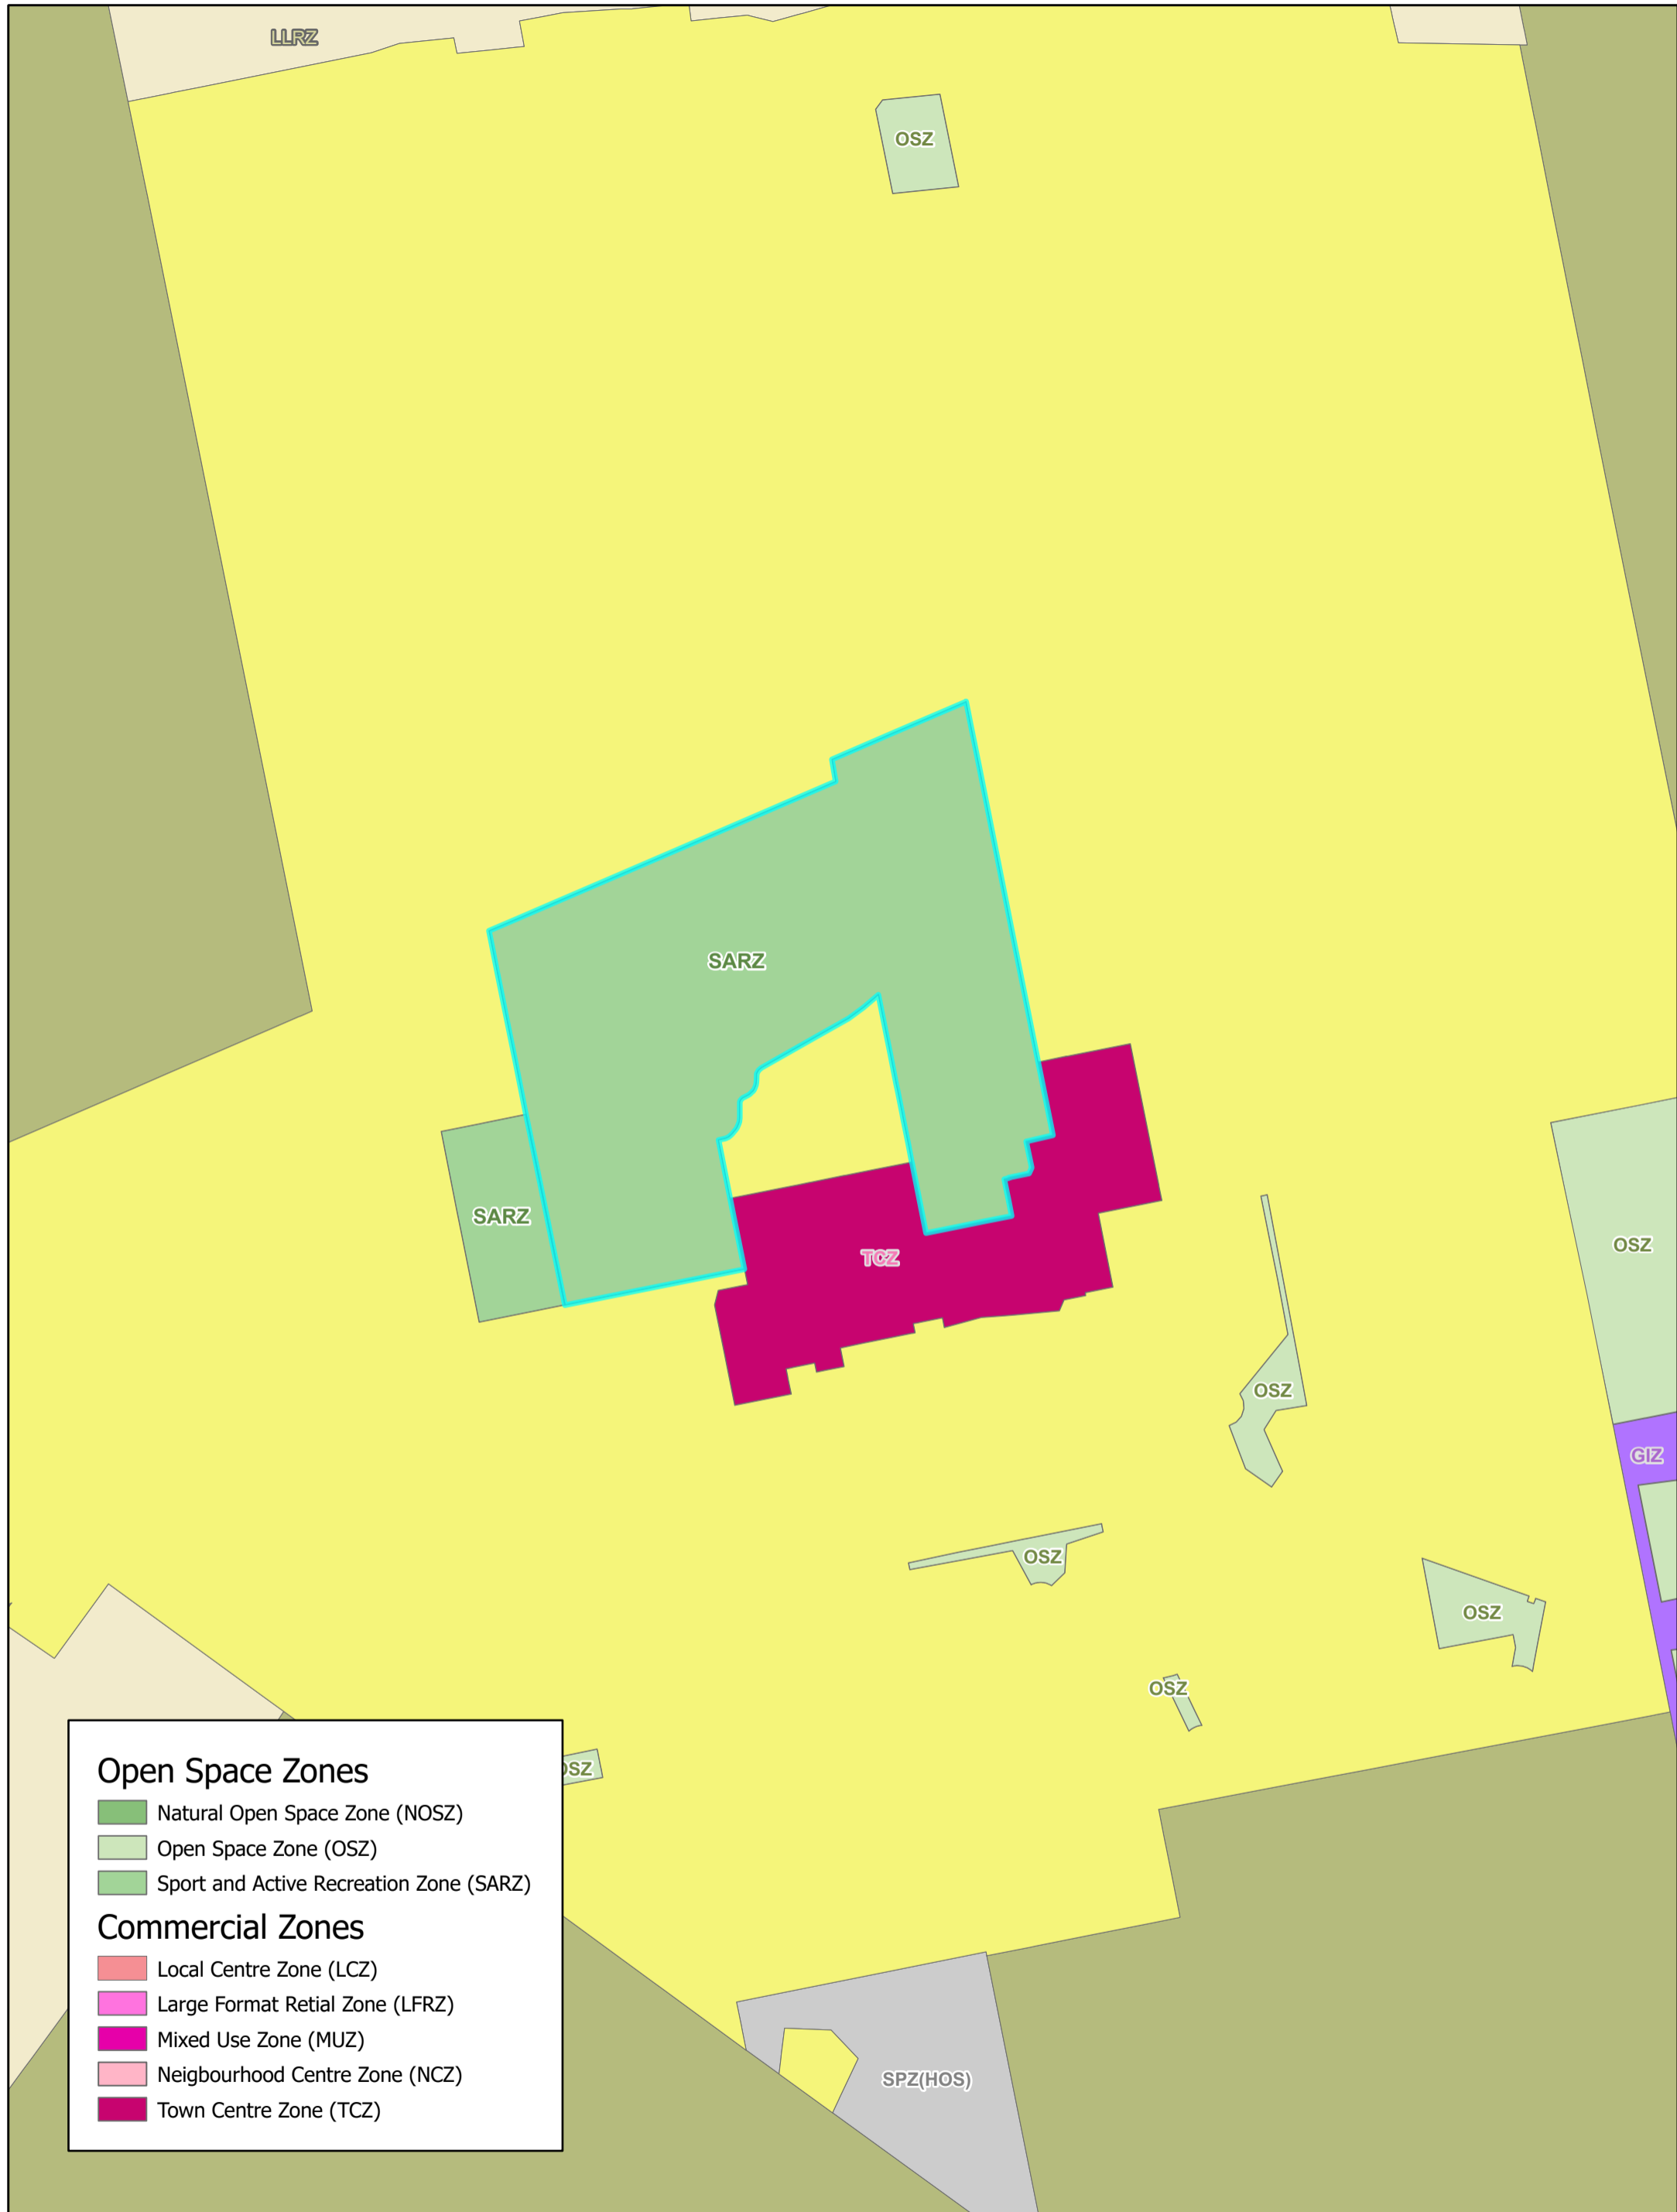 LLRZ
OSZ
SARZ
SARZ
TCZ
OSZ
OSZ
GIZ
OSZ
OSZ
OSZ
OSZ
SPZ(HOS)
Open Space Zones
Natural Open Space Zone (NOSZ)
Open Space Zone (OSZ)
Sport and Active Recreation Zone (SARZ)
Commercial Zones
Local Centre Zone (LCZ)
Large Format Retial Zone (LFRZ)
Mixed Use Zone (MUZ)
Neigbourhood Centre Zone (NCZ)
Town Centre Zone (TCZ)